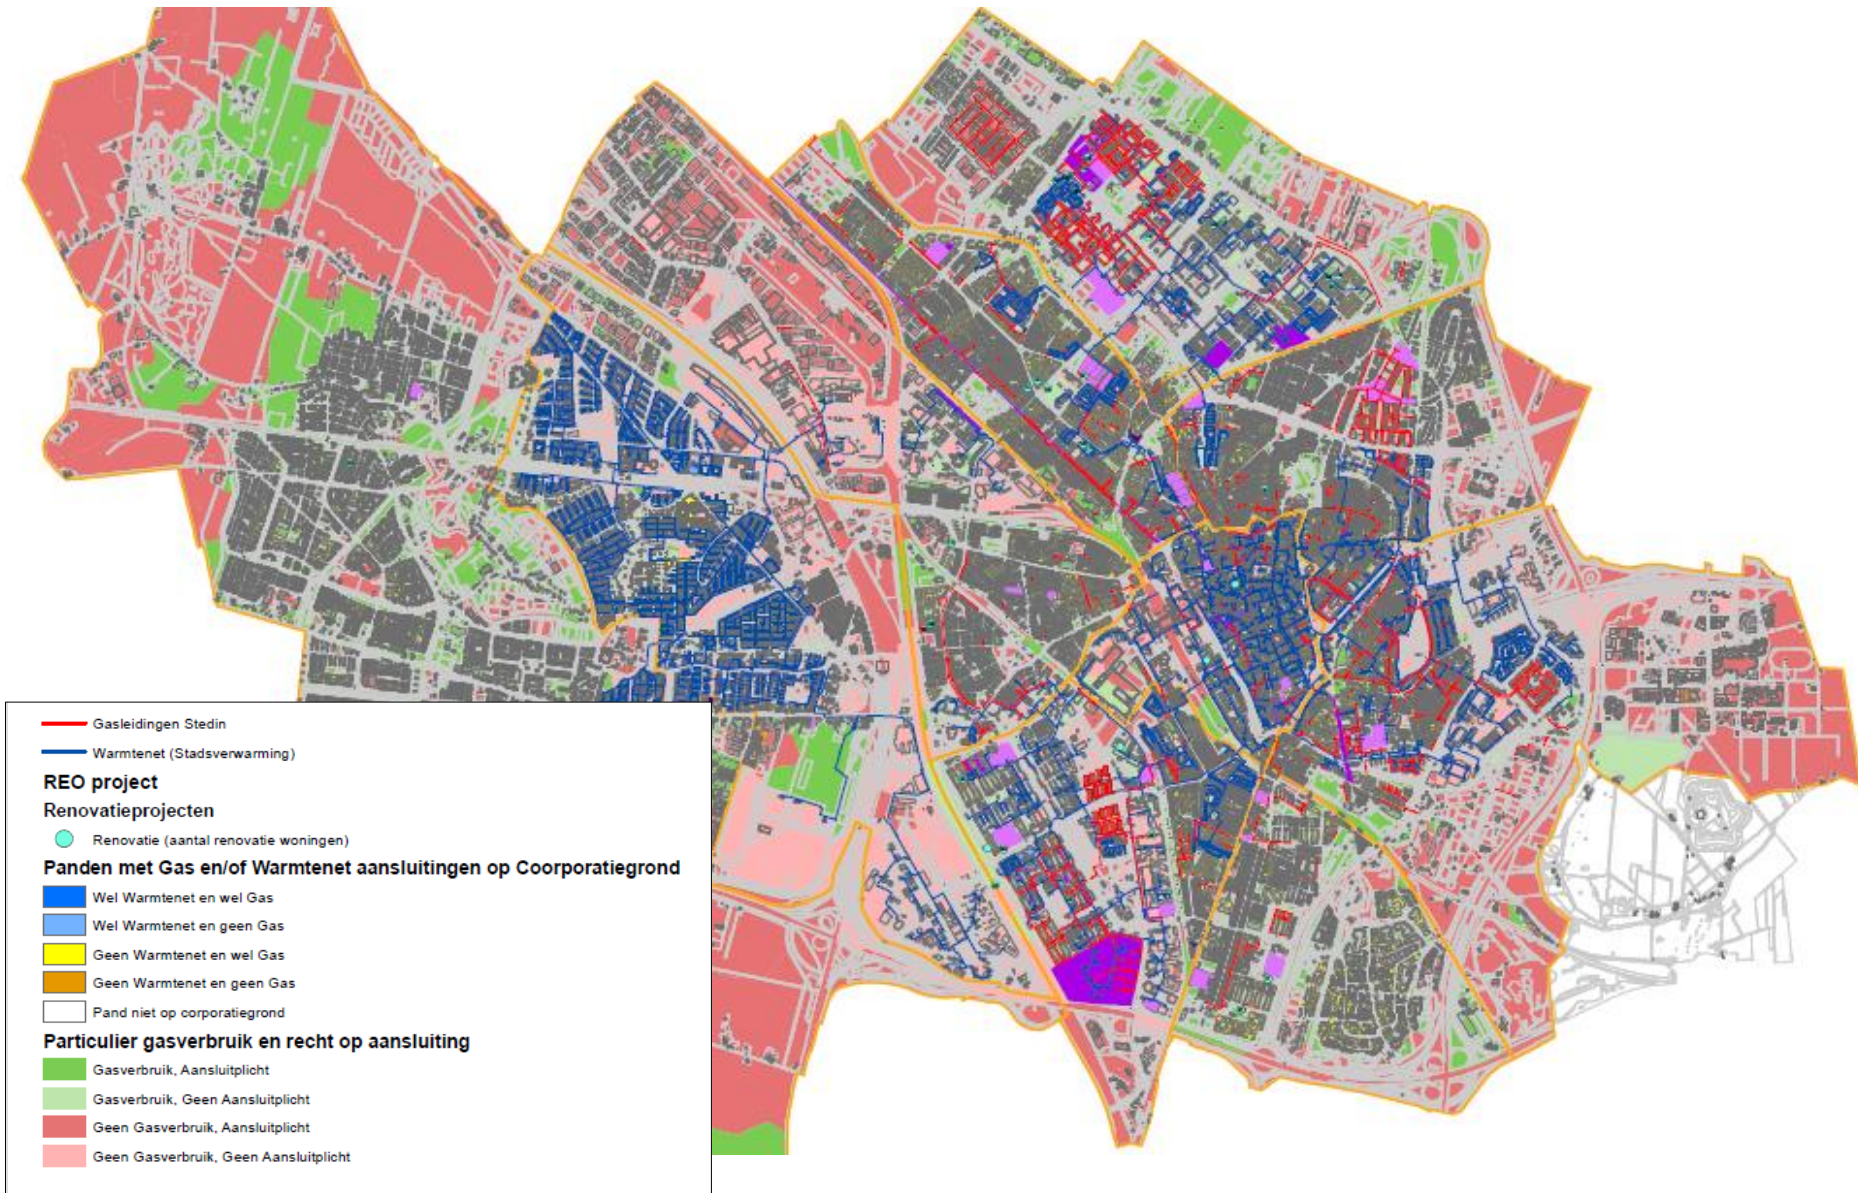 Gasleidingen Stedin
Warmtenet (Stadsverwarming)
REO project
Renovatieprojecten
Renovatie (aantal renovatie woningen)
Panden met Gas en/of Warmtenet aansluitingen op Coorporatiegrond
Wel Warmtenet en wel Gas
Wel Warmtenet en geen Gas
Geen Warmtenet en wel Gas
Geen Warmtenet en geen Gas
Pand niet op corporatiegrond
Particulier gasverbruik en recht op aansluiting
Gasverbruik, Aansluitplicht
Gasverbruik, Geen Aansluitplicht
Geen Gasverbruik, Aansluitplicht
Geen Gasverbruik, Geen Aansluitplicht